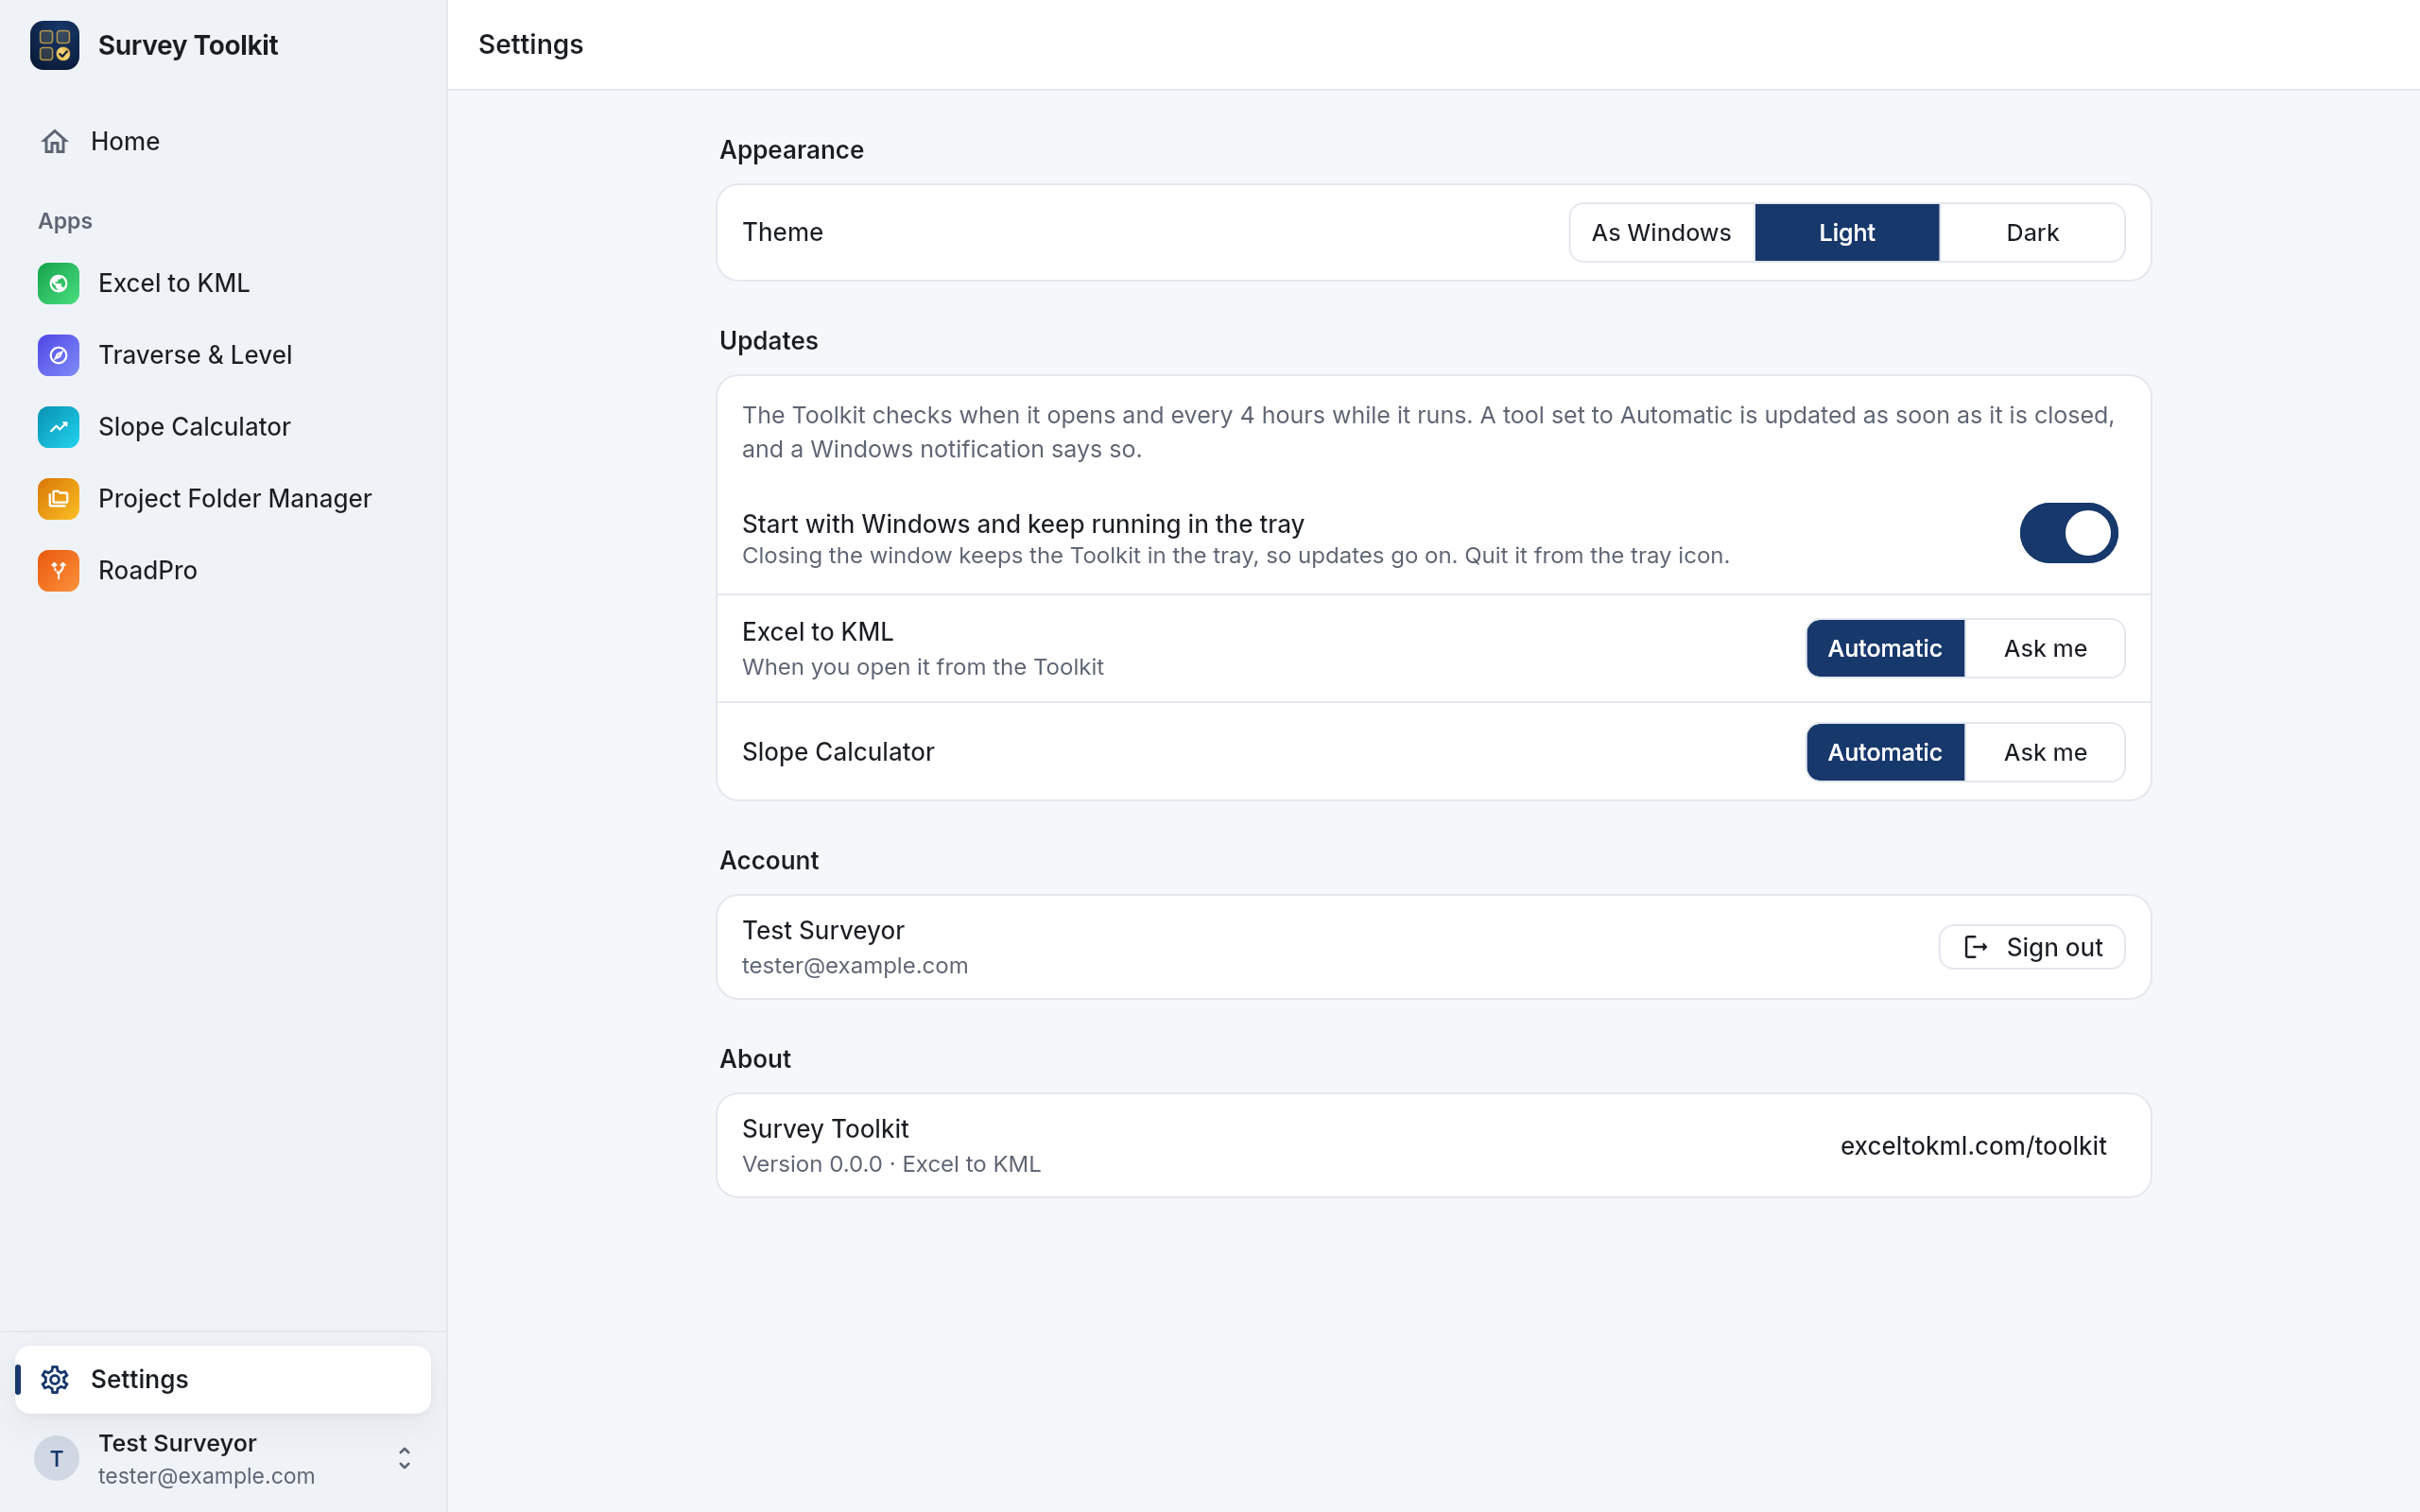 Survey Toolkit
Home
Apps
Excel to KML
Traverse & Level
Slope Calculator
Project Folder Manager
RoadPro
Settings
T
Test Surveyor
tester@example.com
Settings
Appearance
Theme
As Windows
Light
Dark
Updates
The Toolkit checks when it opens and every 4 hours while it runs. A tool set to Automatic is updated as soon as it is closed,
and a Windows notification says so.
Start with Windows and keep running in the tray
Closing the window keeps the Toolkit in the tray, so updates go on. Quit it from the tray icon.
Excel to KML
When you open it from the Toolkit
Automatic
Ask me
Slope Calculator
Automatic
Ask me
Account
Test Surveyor
tester@example.com
Sign out
About
Survey Toolkit
Version 0.0.0 · Excel to KML
exceltokml.com/toolkit